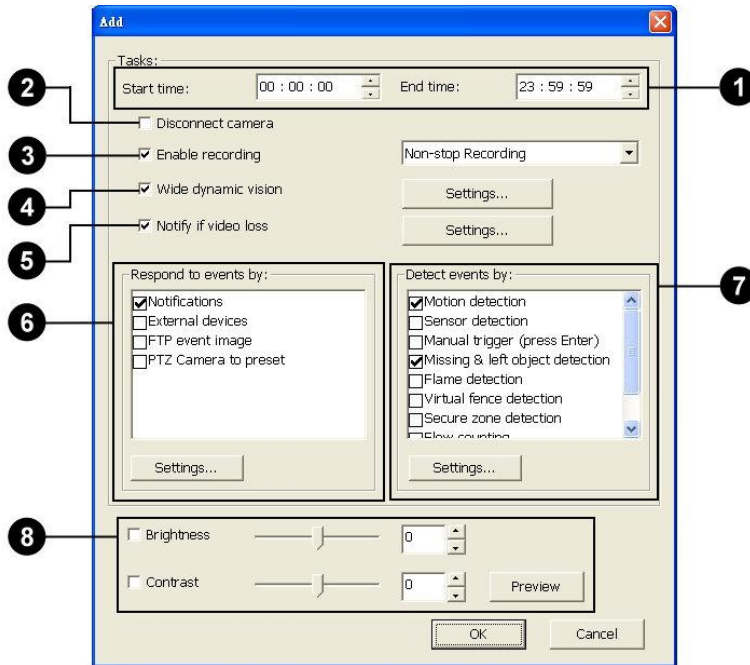 Add
Tasks:
Start time: 00 : 00 : 00 End time: 23 : 59 : 59 1
2 Disconnect camera
3 Enable recording Non-stop Recording
4 Wide dynamic vision Settings...
5 Notify if video loss Settings...
6 Respond to events by:
Notifications
External devices
FTP event image
PTZ Camera to preset
Settings...
Detect events by: 7
Motion detection
Sensor detection
Manual trigger (press Enter)
Missing & left object detection
Flame detection
Virtual fence detection
Secure zone detection
Flow counting
Settings...
8 Brightness 0
Contrast 0 Preview
OK Cancel